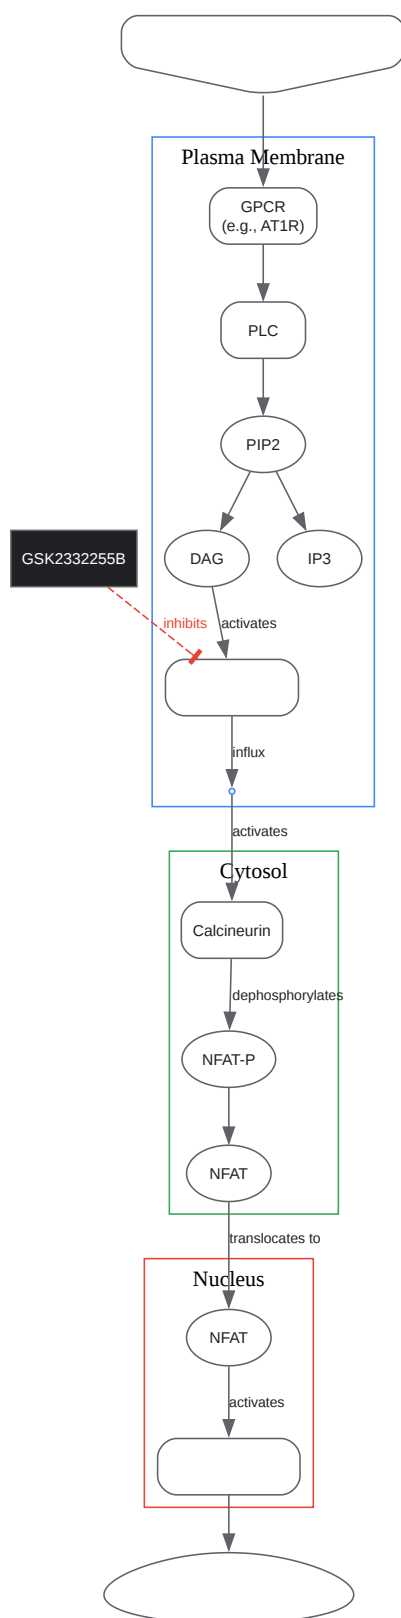 Plasma Membrane
GPCR
(e.g., AT1R)
PLC
PIP2
DAG
IP3
GSK2332255B
inhibits
activates
influx
activates
Cytosol
Calcineurin
dephosphorylates
NFAT-P
NFAT
translocates to
Nucleus
NFAT
activates